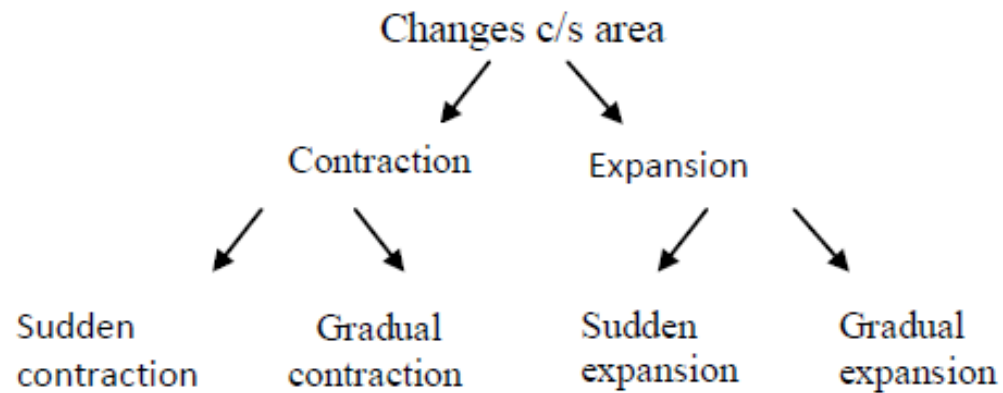 Changes c/s area
Contraction
Expansion
Sudden
contraction
Gradual
contraction
Sudden
expansion
Gradual
expansion